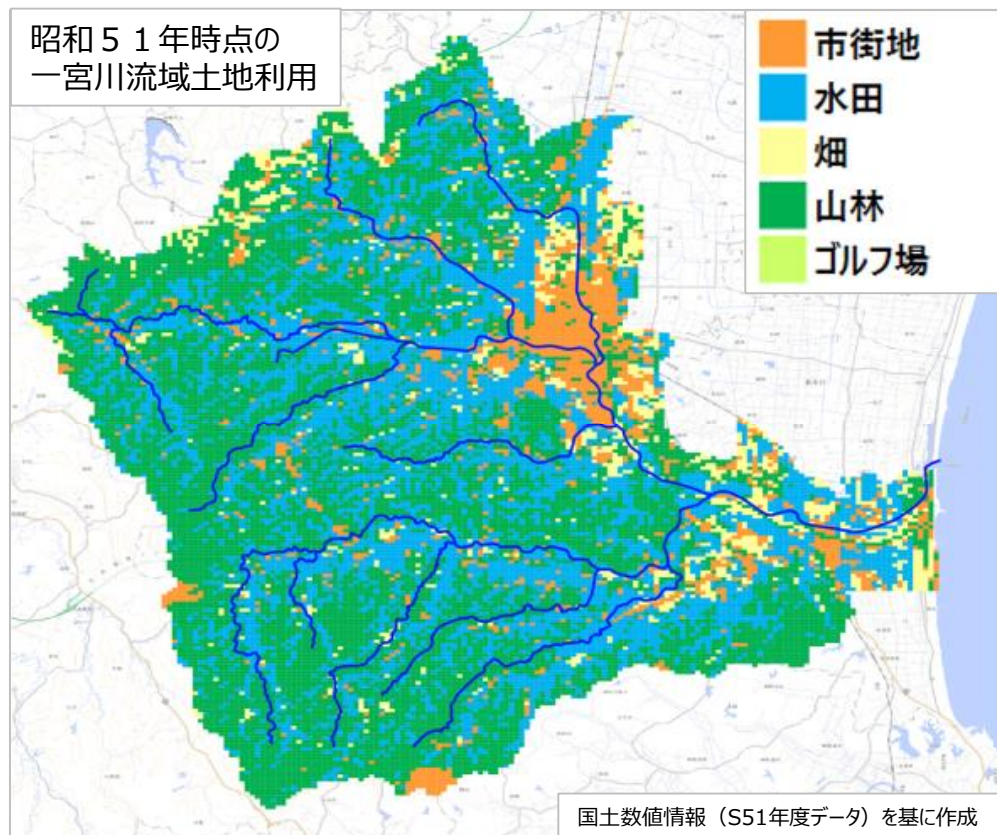 昭和５１年時点の
一宮川流域土地利用
市街地
水田
畑
山林
ゴルフ場
国土数値情報（S51年度データ）を基に作成